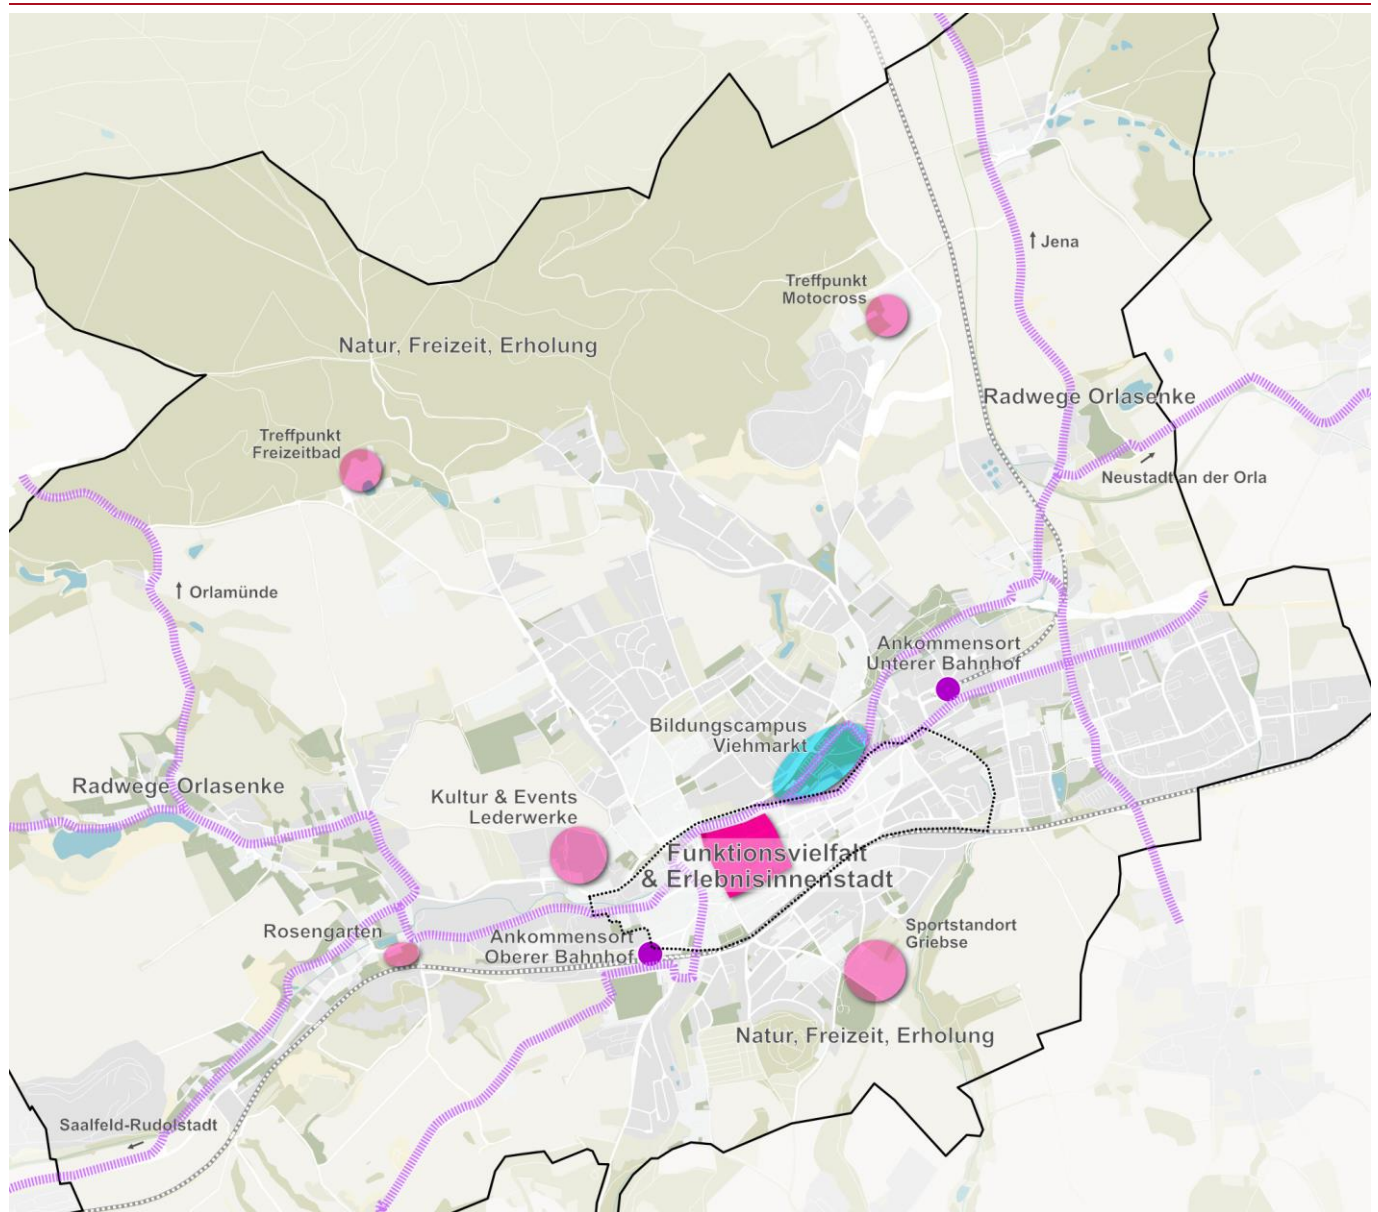 ↑ Jena
Treffpunkt
Motocross
Natur, Freizeit, Erholung
Radwege Orlasenke
Treffpunkt
Freizeitbad
Neustadt an der Orla
↑ Orlamünde
Ankommensort
Unterer Bahnhof
Bildungscampus
Viehmarkt
Radwege Orlasenke
Kultur & Events
Lederwerke
Funktionsvielfalt
& Erlebnisinnenstadt
Rosengarten
Sportstandort
Griebse
Ankommensort
Oberer Bahnhof
Natur, Freizeit, Erholung
Saalfeld-Rudolstadt